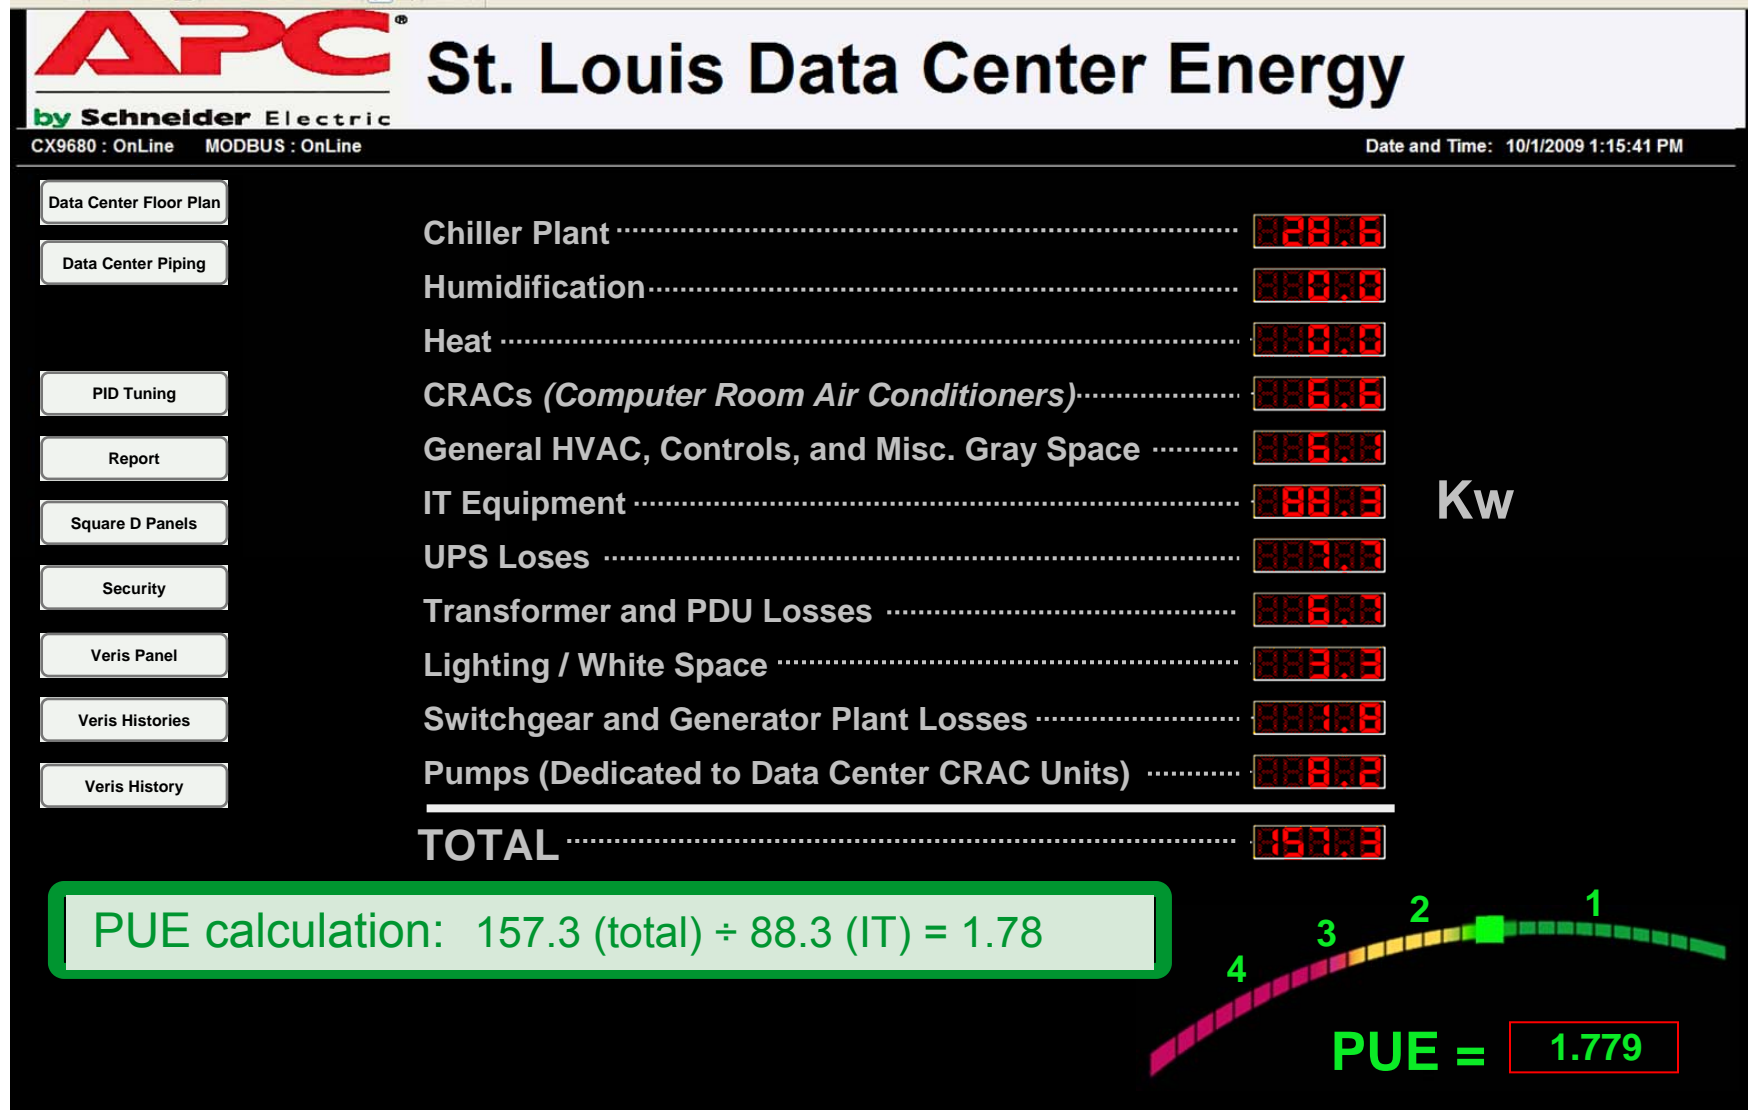 APC®
by Schneider Electric
St. Louis Data Center Energy
CX9680 : OnLine MODBUS : OnLine
Date and Time: 10/1/2009 1:15:41 PM
Data Center Floor Plan
Data Center Piping
PID Tuning
Report
Square D Panels
Security
Veris Panel
Veris Histories
Veris History
Chiller Plant 28.6
Humidification 0.0
Heat 0.0
CRACs (Computer Room Air Conditioners) 6.6
General HVAC, Controls, and Misc. Gray Space 6.1
IT Equipment 88.3
Kw
UPS Loses 7.7
Transformer and PDU Losses 6.7
Lighting / White Space 3.3
Switchgear and Generator Plant Losses 1.8
Pumps (Dedicated to Data Center CRAC Units) 8.2
TOTAL 157.3
PUE calculation: 157.3 (total) ÷ 88.3 (IT) = 1.78
4 3 2 1
PUE = 1.779